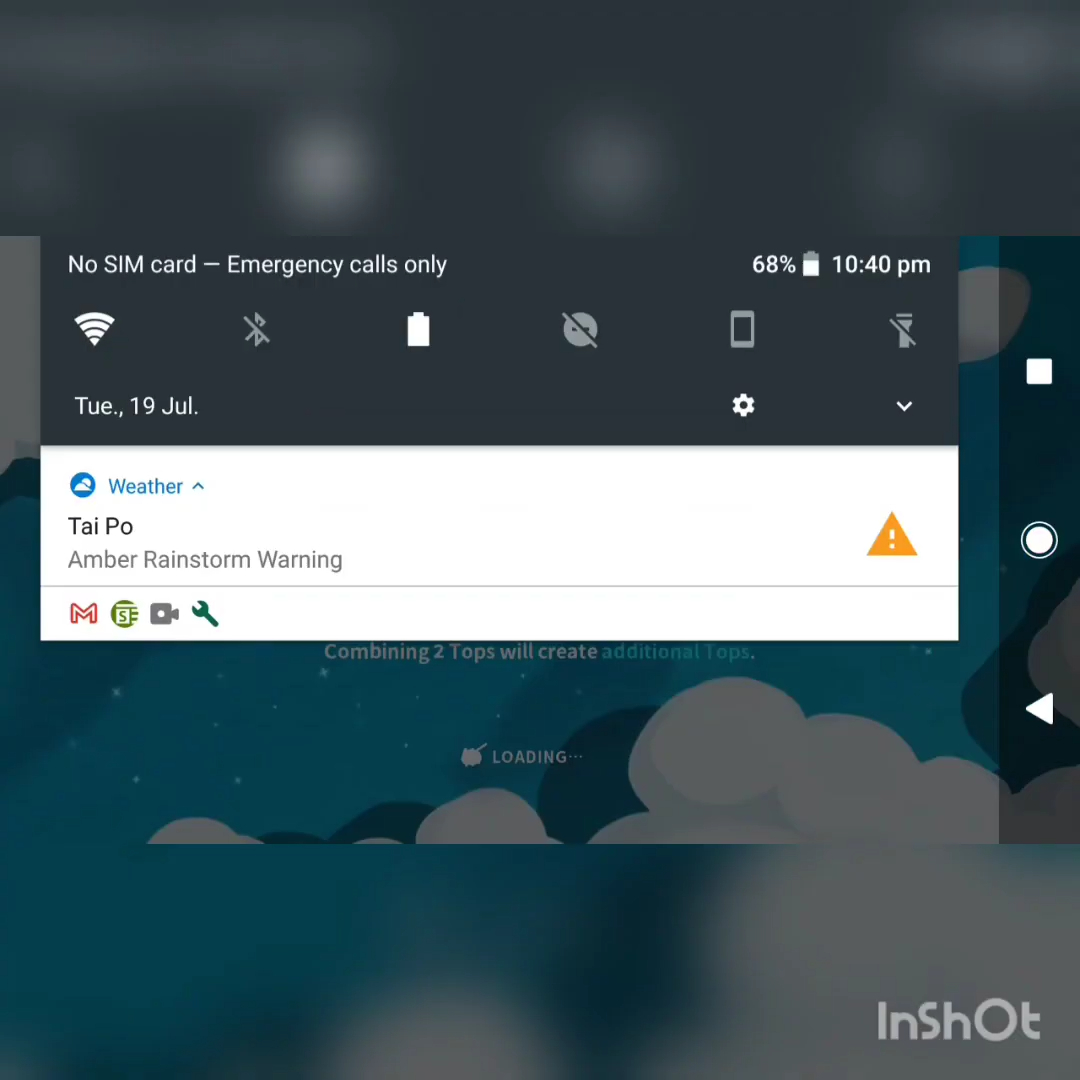 No SIM card — Emergency calls only
68% 10:40 pm
Tue., 19 Jul.
Weather
Tai Po
Amber Rainstorm Warning
Combining 2 Tops will create additional Tops.
LOADING...
InShOt